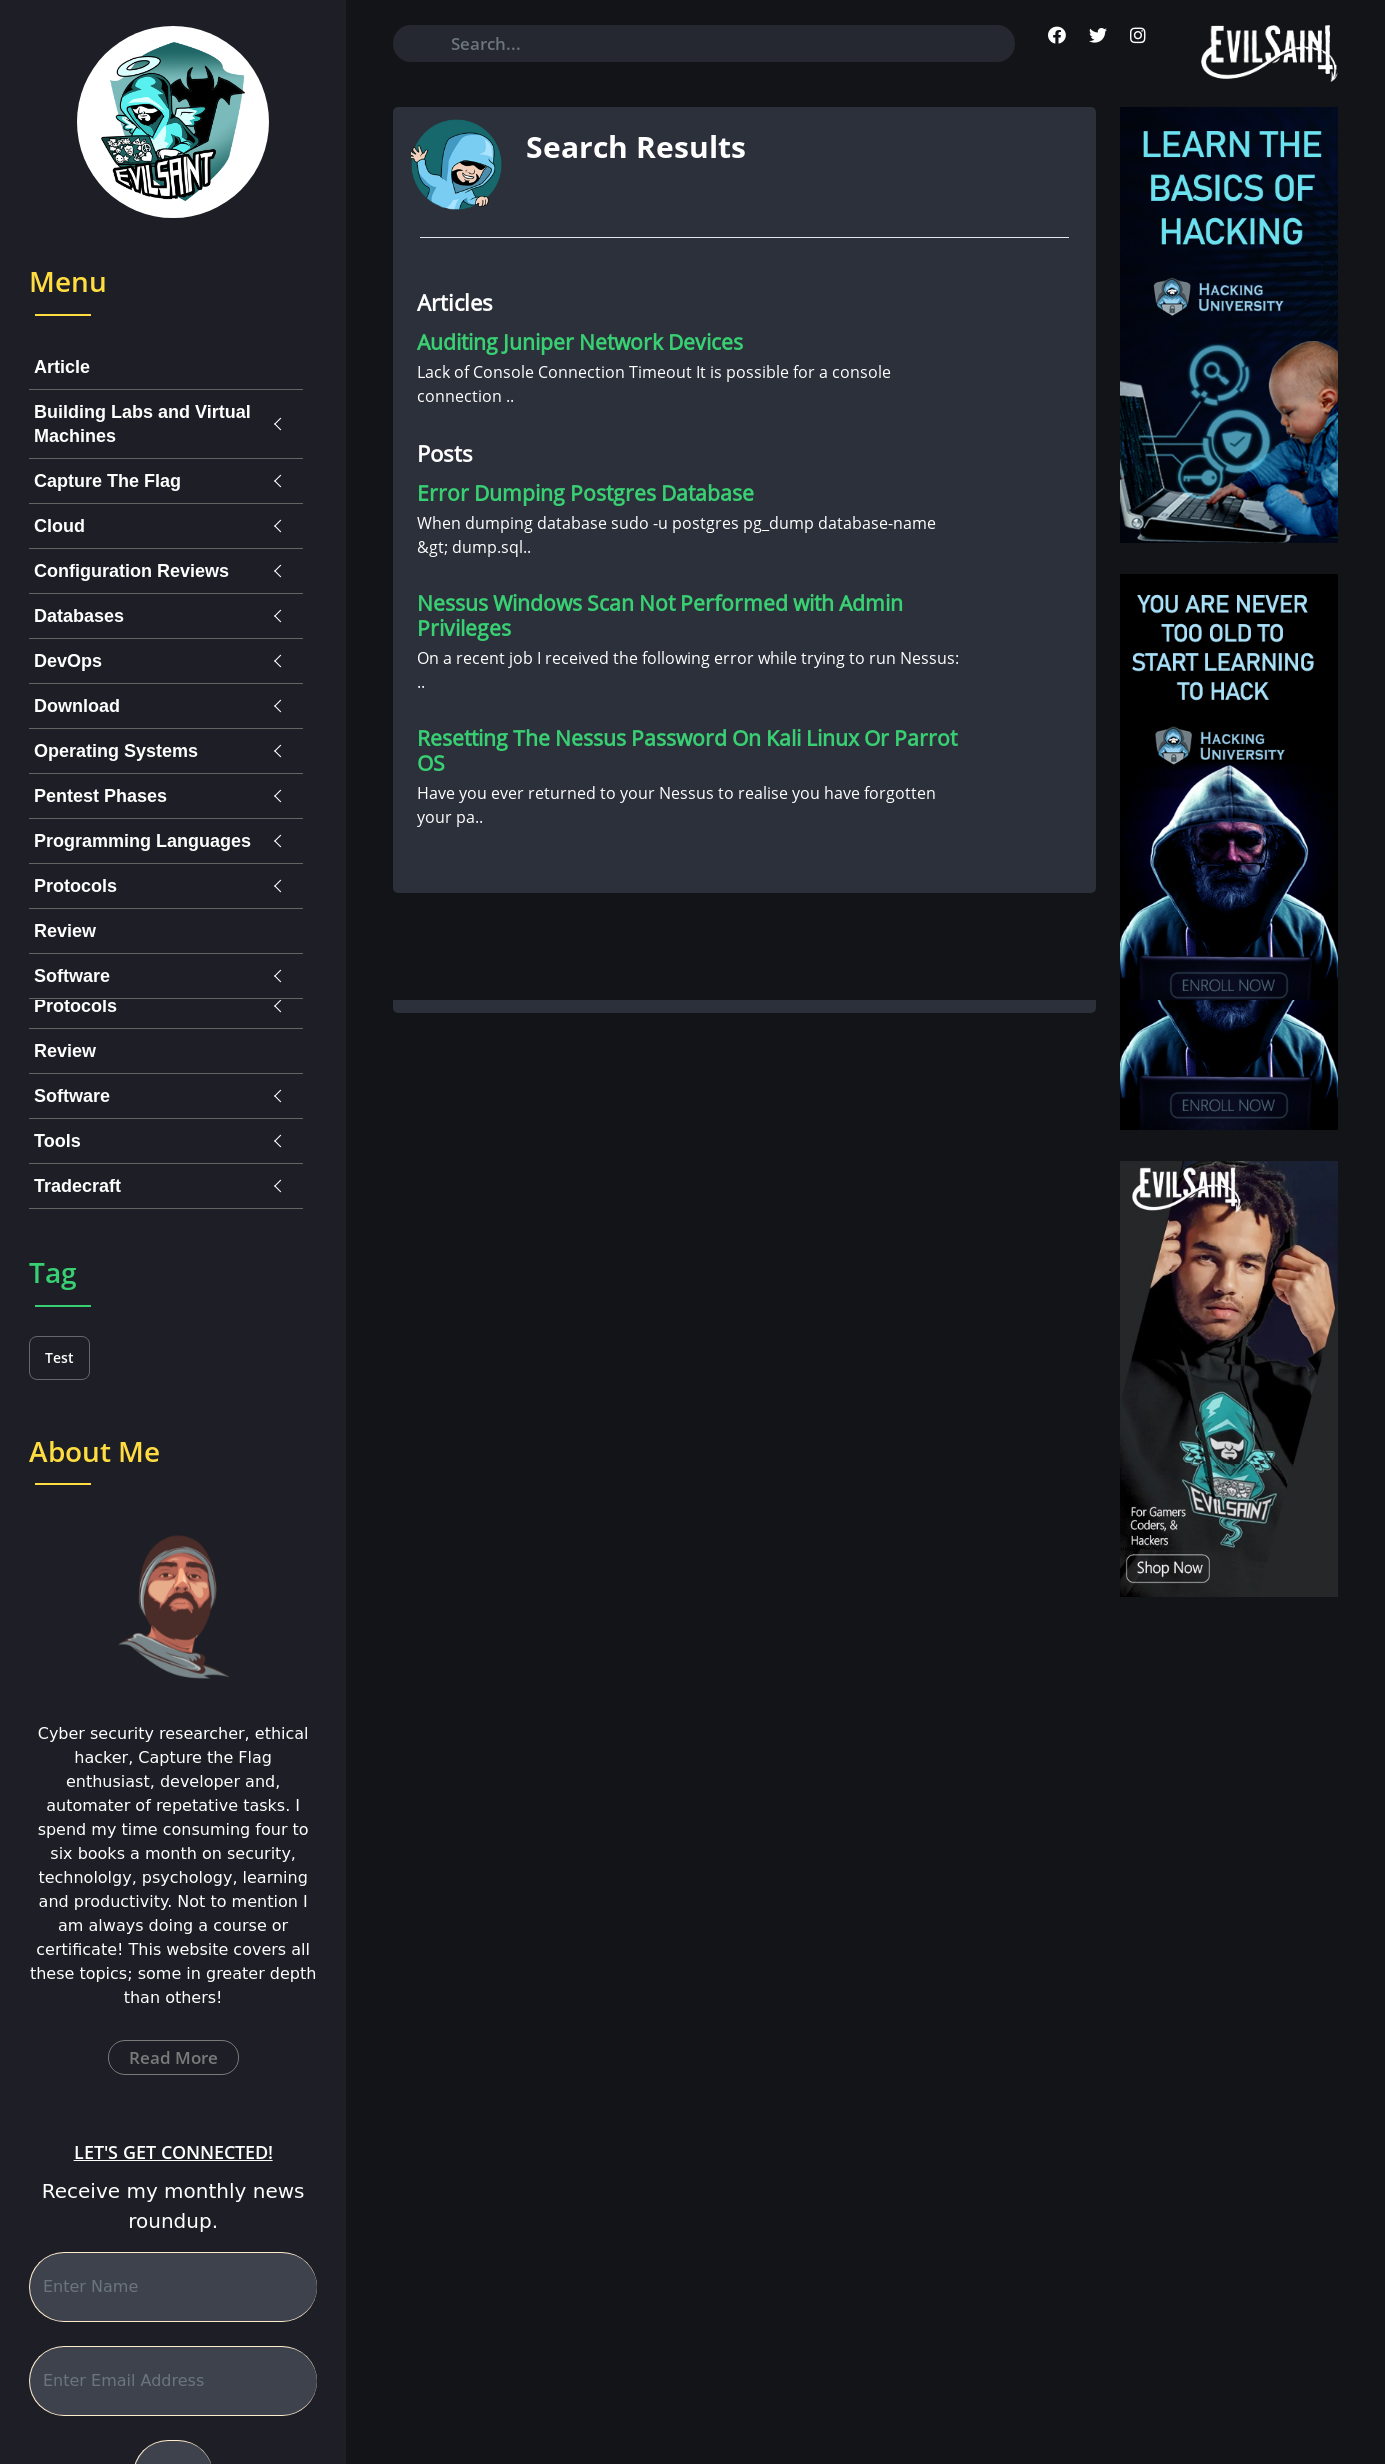 EVILSAINT
Menu
Article
Building Labs and Virtual
Machines
Capture The Flag
Cloud
Configuration Reviews
Databases
DevOps
Download
Operating Systems
Pentest Phases
Programming Languages
Protocols
Review
Software
Protocols
Review
Software
Tools
Tradecraft
Tag
Test
About Me
Cyber security researcher, ethical
hacker, Capture the Flag
enthusiast, developer and,
automater of repetative tasks. I
spend my time consuming four to
six books a month on security,
technololgy, psychology, learning
and productivity. Not to mention I
am always doing a course or
certificate! This website covers all
these topics; some in greater depth
than others!
Read More
LET'S GET CONNECTED!
Receive my monthly news
roundup.
Enter Name
Enter Email Address
Search...
EVILSAINT
Search Results
Articles
Auditing Juniper Network Devices
Lack of Console Connection Timeout It is possible for a console
connection ..
Posts
Error Dumping Postgres Database
When dumping database sudo -u postgres pg_dump database-name
&gt; dump.sql..
Nessus Windows Scan Not Performed with Admin
Privileges
On a recent job I received the following error while trying to run Nessus:
..
Resetting The Nessus Password On Kali Linux Or Parrot
OS
Have you ever returned to your Nessus to realise you have forgotten
your pa..
LEARN THE
BASICS OF
HACKING
HACKING
UNIVERSITY
YOU ARE NEVER
TOO OLD TO
START LEARNING
TO HACK
HACKING
UNIVERSITY
ENROLL NOW
ENROLL NOW
EVILSAINT
EVILSAINT
For Gamers
Coders, &
Hackers
Shop Now